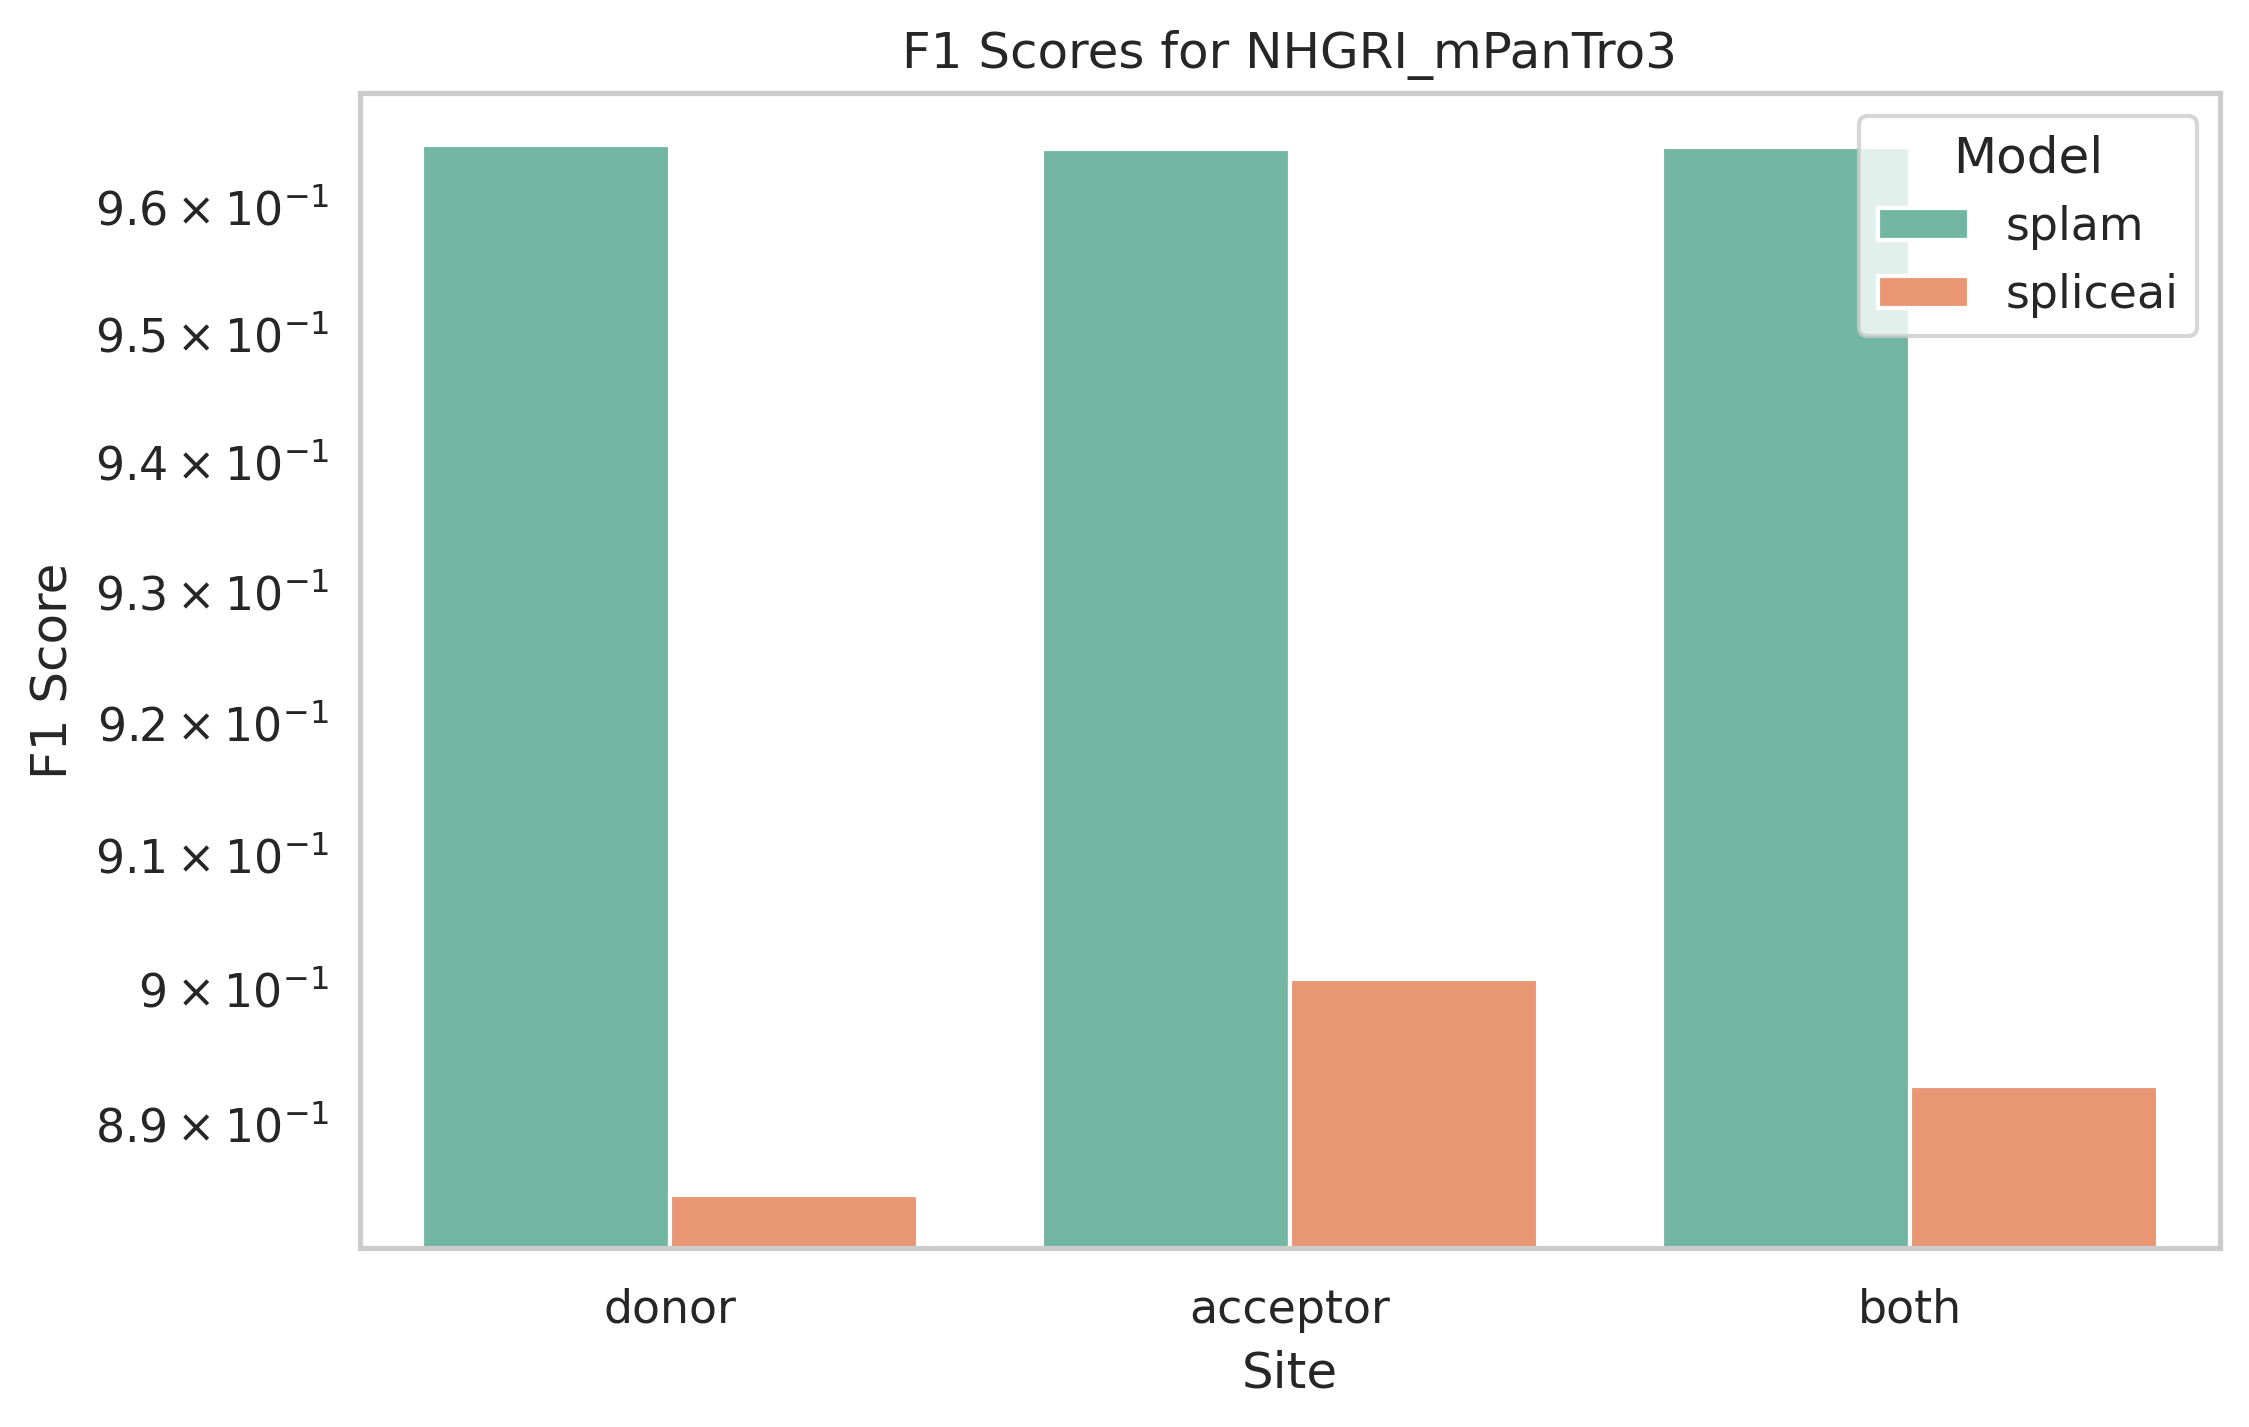 F1 Scores for NHGRI_mPanTro3
Model
splam
spliceai
F1 Score
9.6 × 10⁻¹
9.5 × 10⁻¹
9.4 × 10⁻¹
9.3 × 10⁻¹
9.2 × 10⁻¹
9.1 × 10⁻¹
9 × 10⁻¹
8.9 × 10⁻¹
donor acceptor both
Site